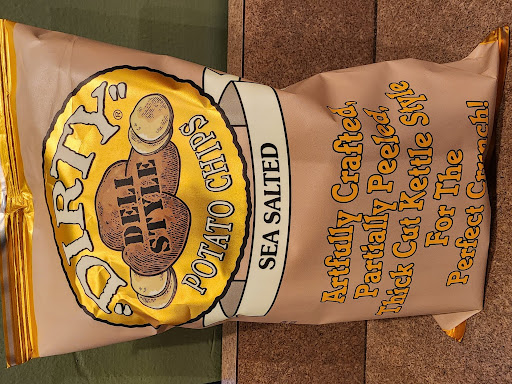 "DIRTY"®
DELI
STYLE
POTATO CHIPS
SEA SALTED
Artfully Crafted,
Partially Peeled,
Thick Cut Kettle Style
For The
Perfect Crunch!